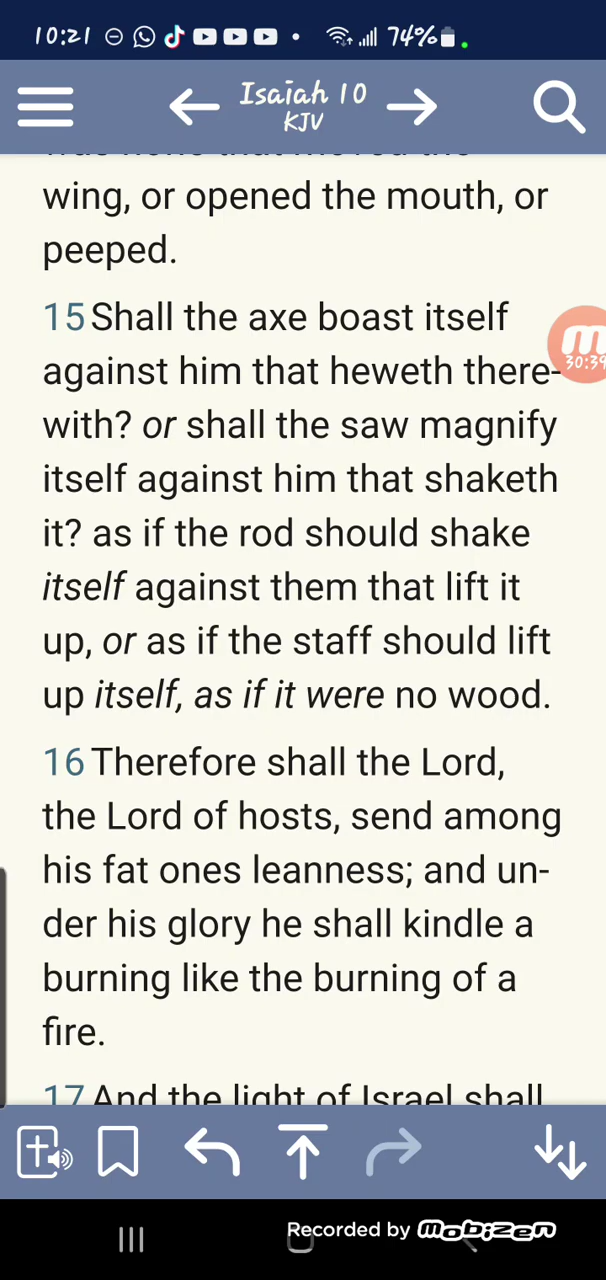 10:21 74%
Isaiah 10
KJV
wing, or opened the mouth, or
peeped.
15 Shall the axe boast itself
against him that heweth there-
with? or shall the saw magnify
itself against him that shaketh
it? as if the rod should shake
itself against them that lift it
up, or as if the staff should lift
up itself, as if it were no wood.
16 Therefore shall the Lord,
the Lord of hosts, send among
his fat ones leanness; and un-
der his glory he shall kindle a
burning like the burning of a
fire.
17 And the light of Israel shall
m
30:39
Recorded by mobizen